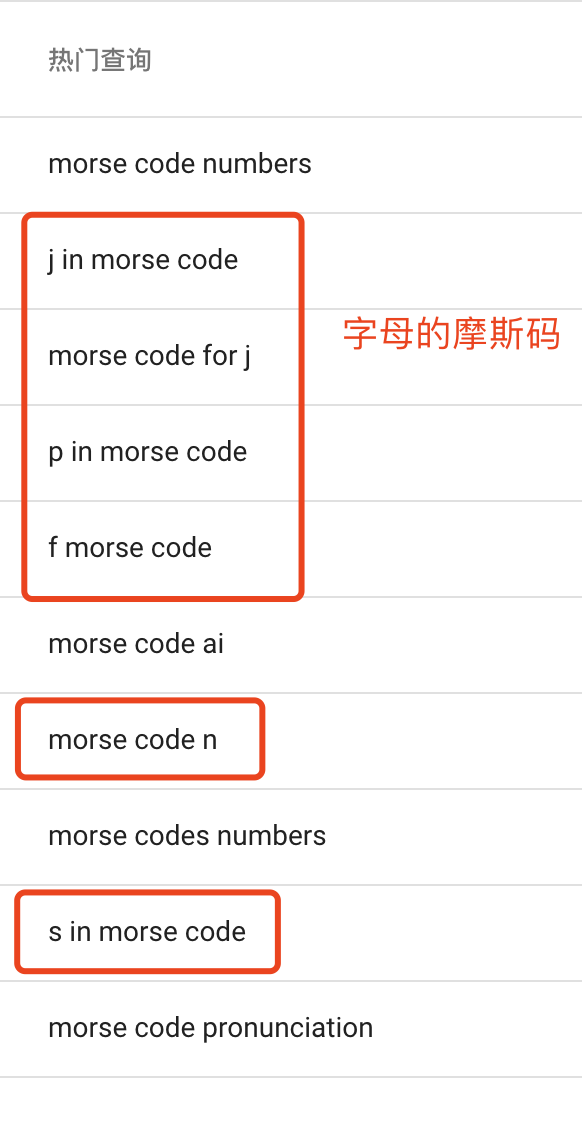 热门查询
morse code numbers
j in morse code
字母的摩斯码
morse code for j
p in morse code
f morse code
morse code ai
morse code n
morse codes numbers
s in morse code
morse code pronunciation